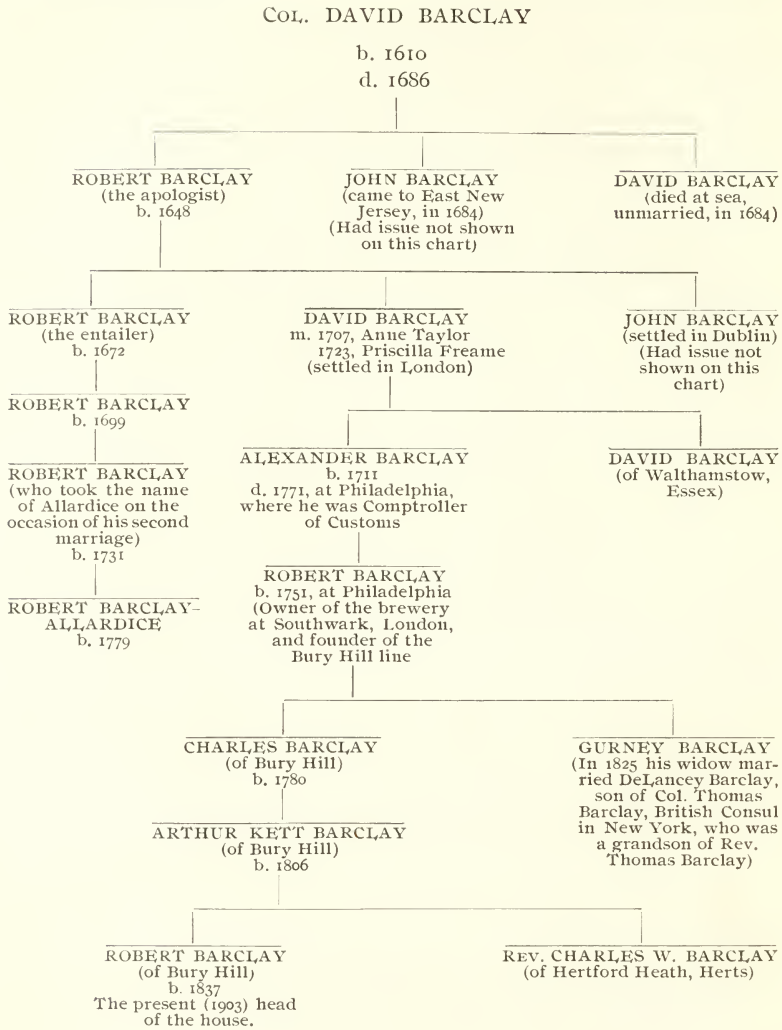 COL. DAVID BARCLAY
b. 1610
d. 1686
ROBERT BARCLAY
(the apologist)
b. 1648
JOHN BARCLAY
(came to East New
Jersey, in 1684)
(Had issue not shown
on this chart)
DAVID BARCLAY
(died at sea,
unmarried, in 1684)
ROBERT BARCLAY
(the entailer)
b. 1672
DAVID BARCLAY
m. 1707, Anne Taylor
1723, Priscilla Freame
(settled in London)
JOHN BARCLAY
(settled in Dublin)
(Had issue not
shown on this
chart)
ROBERT BARCLAY
b. 1699
ALEXANDER BARCLAY
b. 1711
d. 1771, at Philadelphia,
where he was Comptroller
of Customs
DAVID BARCLAY
(of Walthamstow,
Essex)
ROBERT BARCLAY
(who took the name
of Allardice on the
occasion of his second
marriage)
b. 1731
ROBERT BARCLAY
b. 1751, at Philadelphia
(Owner of the brewery
at Southwark, London,
and founder of the
Bury Hill line
ROBERT BARCLAY-
ALLARDICE
b. 1779
CHARLES BARCLAY
(of Bury Hill)
b. 1780
GURNEY BARCLAY
(In 1825 his widow mar-
ried DeLancey Barclay,
son of Col. Thomas
Barclay, British Consul
in New York, who was
a grandson of Rev.
Thomas Barclay)
ARTHUR KETT BARCLAY
(of Bury Hill)
b. 1806
ROBERT BARCLAY
(of Bury Hill)
b. 1837
The present (1903) head
of the house.
REV. CHARLES W. BARCLAY
(of Hertford Heath, Herts)